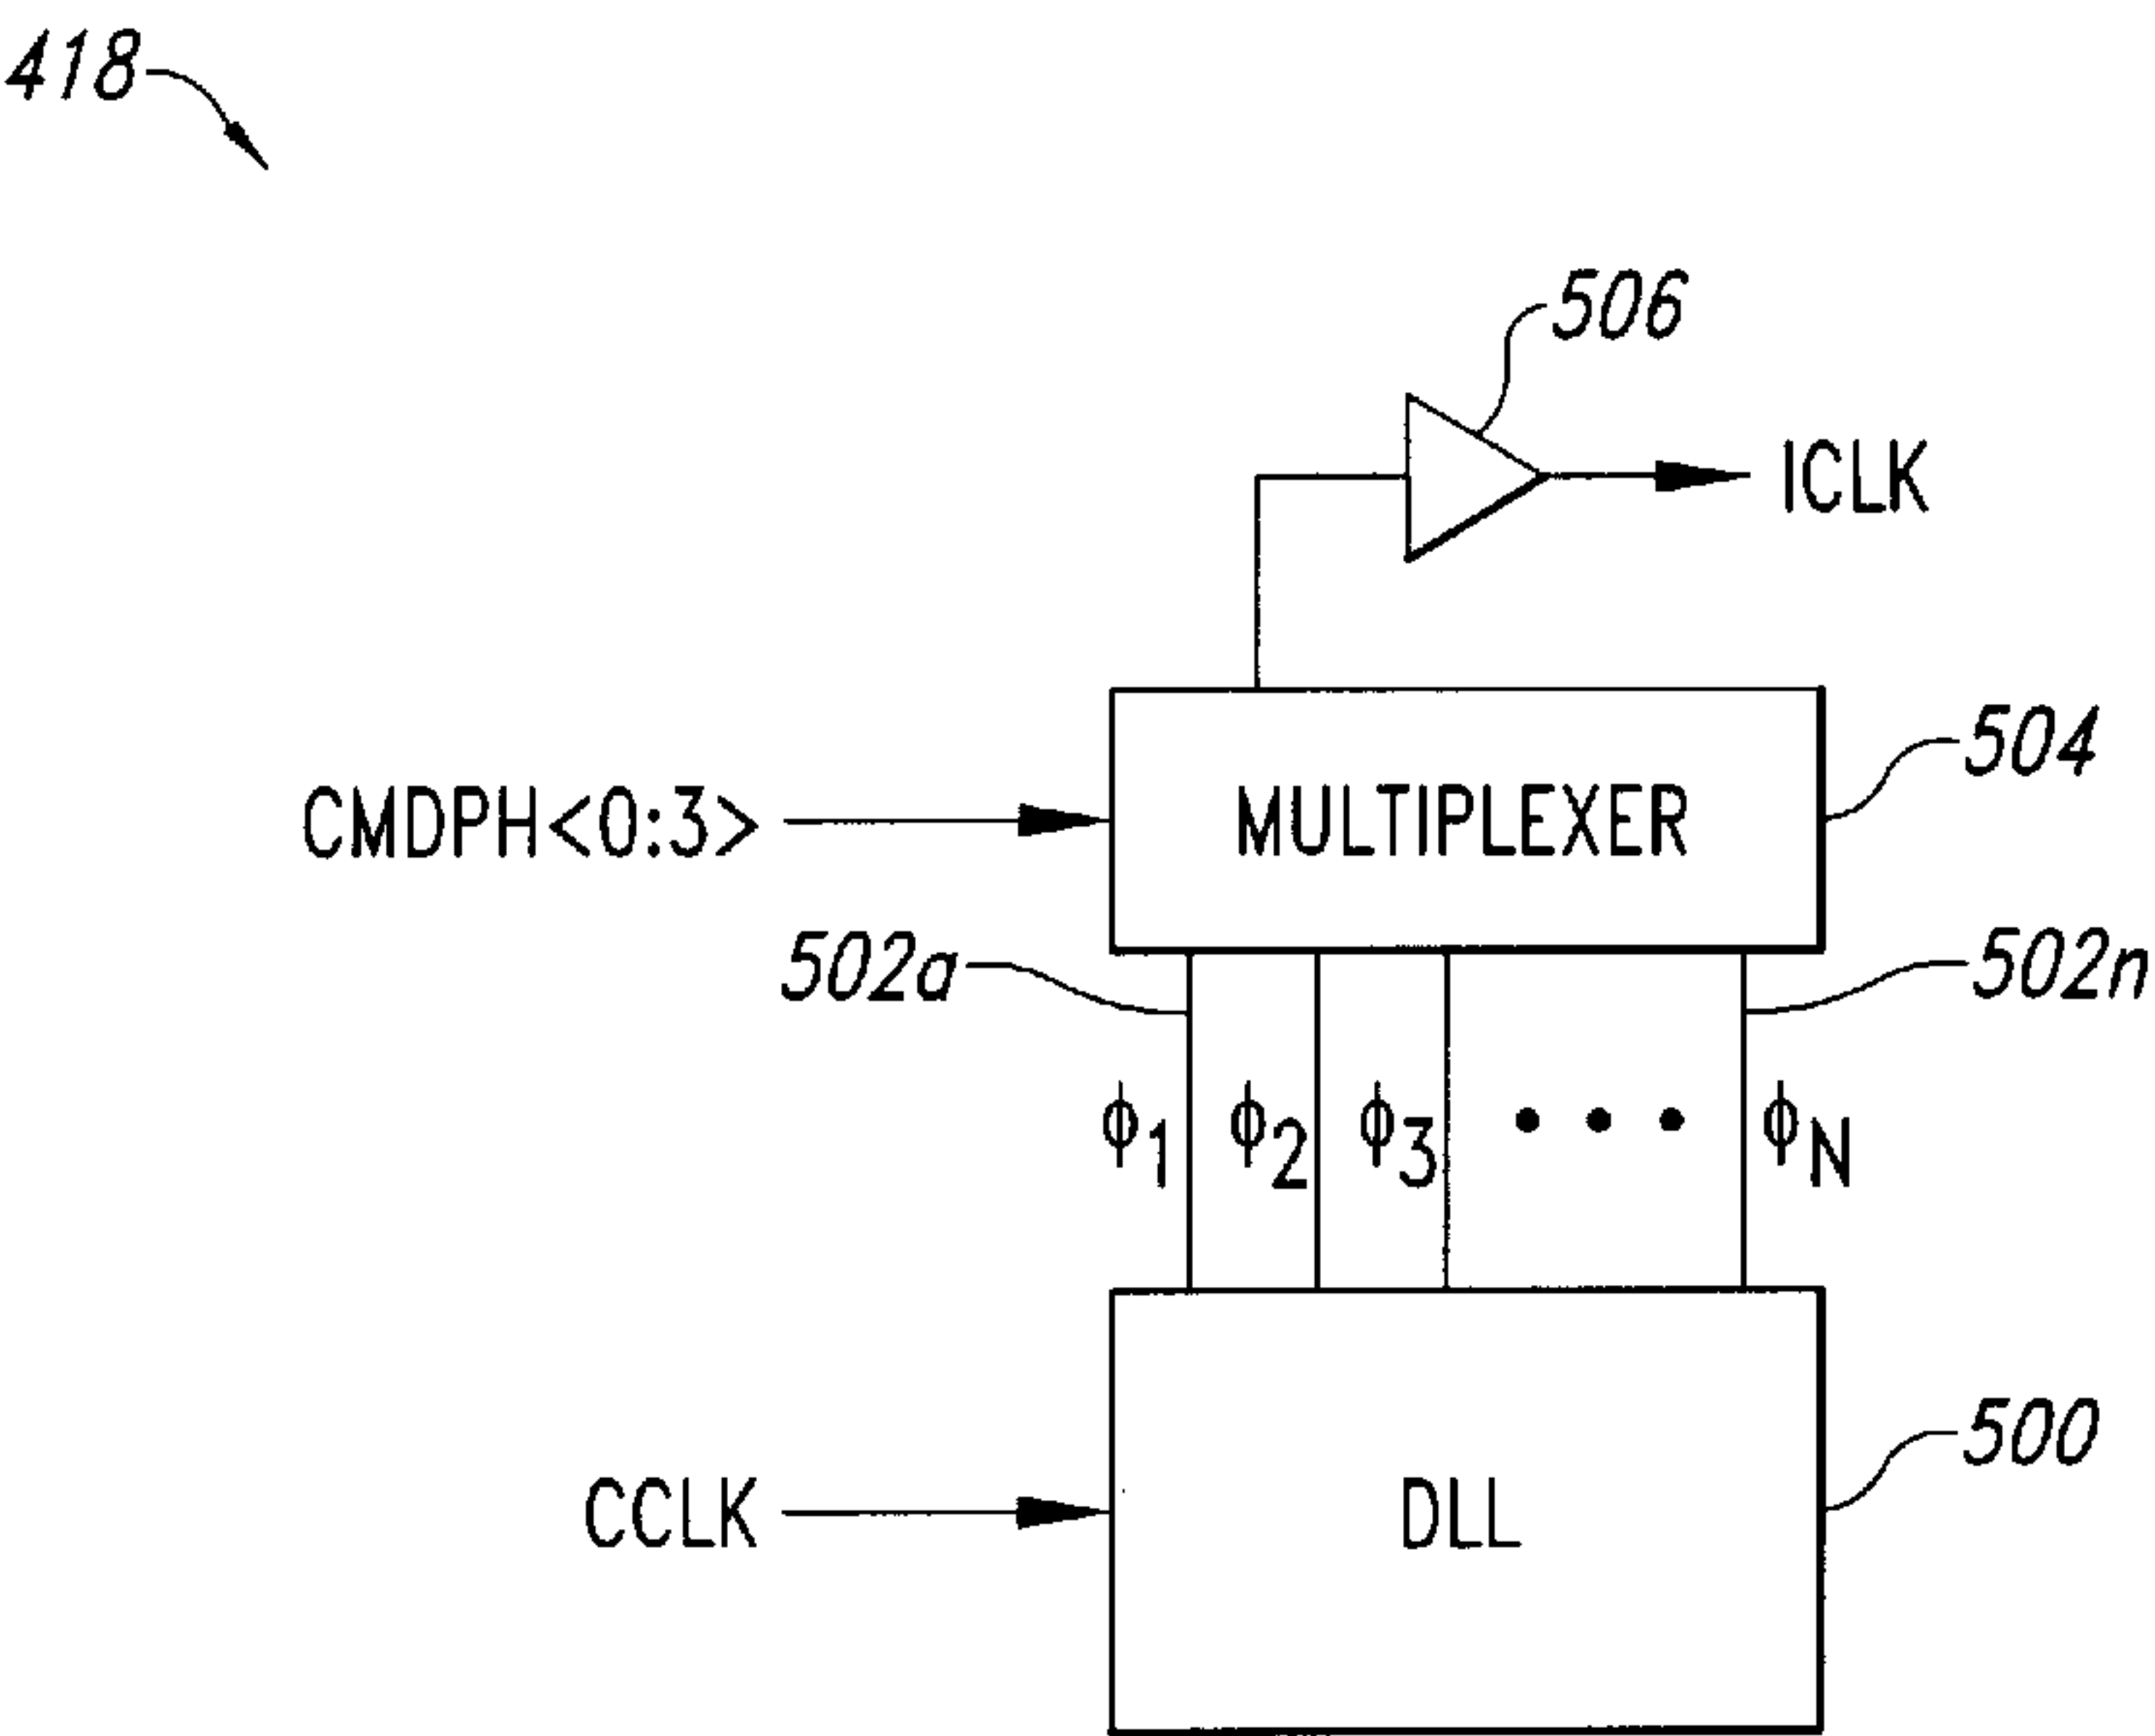 418
506
ICLK
504
CMDPH<0:3>
MULTIPLEXER
502a
502n
ϕ1 ϕ2 ϕ3 • • • ϕN
500
CCLK
DLL